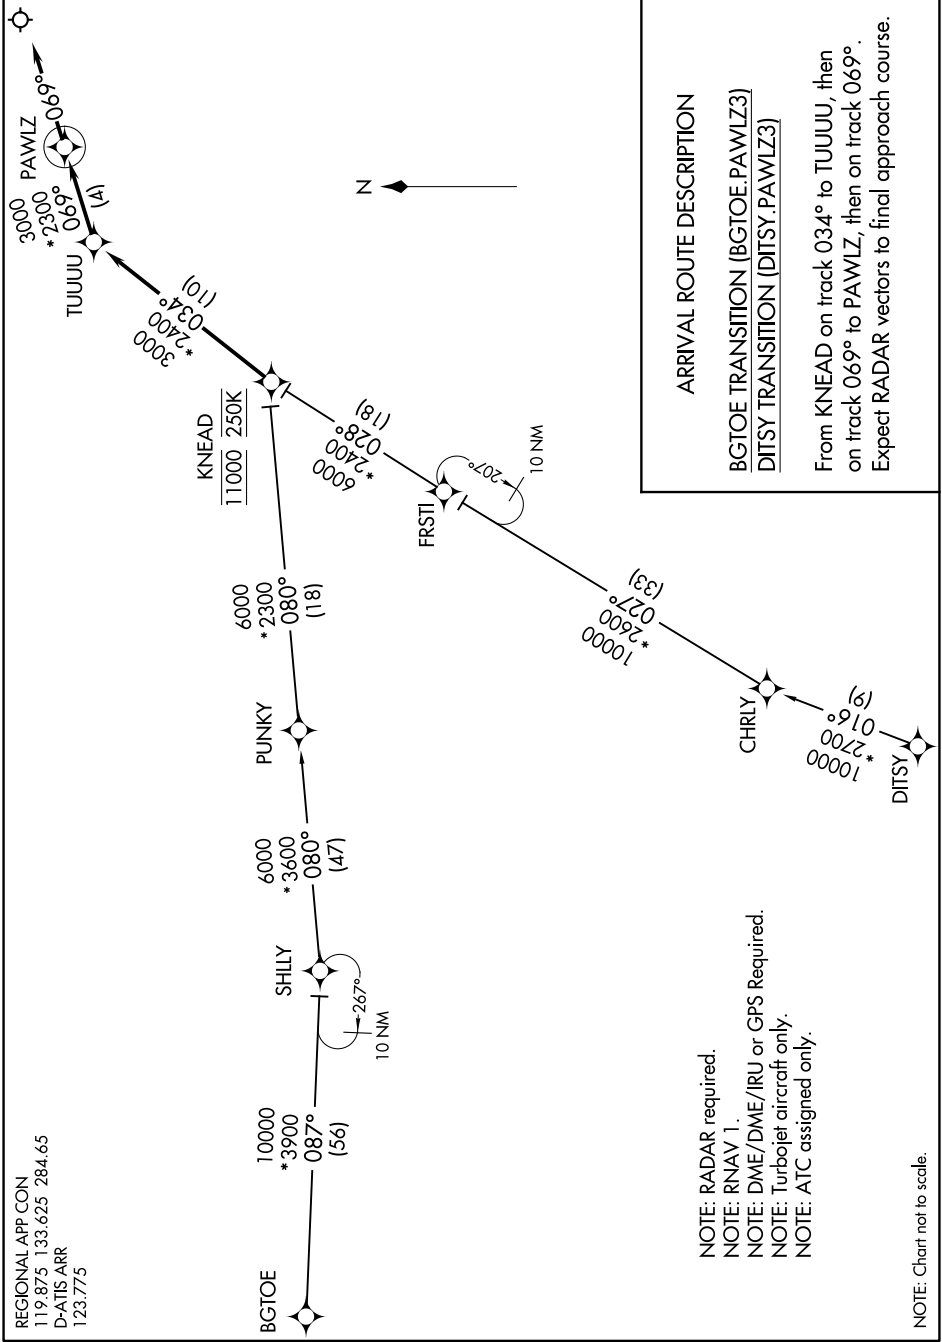 REGIONAL APP CON
119.875 133.625 284.65
D-ATIS ARR
123.775
3000
*2300
069°
(4)
PAWLZ
069°
TUUUU
3000
*2400
034°
(10)
KNEAD
11000 250K
N
6000
*2300
080°
(18)
6000
*2400
028°
(18)
PUNKY
FRSTI
207°
10 NM
6000
*3600
080°
(47)
SHLLY
267°
10 NM
10000
*3900
087°
(56)
BGTOE
10000
*2600
027°
(33)
CHRLY
10000
*2700
016°
(9)
DITSY
NOTE: RADAR required.
NOTE: RNAV 1.
NOTE: DME/DME/IRU or GPS Required.
NOTE: Turbojet aircraft only.
NOTE: ATC assigned only.
NOTE: Chart not to scale.
ARRIVAL ROUTE DESCRIPTION
BGTOE TRANSITION (BGTOE.PAWLZ3)
DITSY TRANSITION (DITSY.PAWLZ3)
From KNEAD on track 034° to TUUUU, then
on track 069° to PAWLZ, then on track 069°.
Expect RADAR vectors to final approach course.